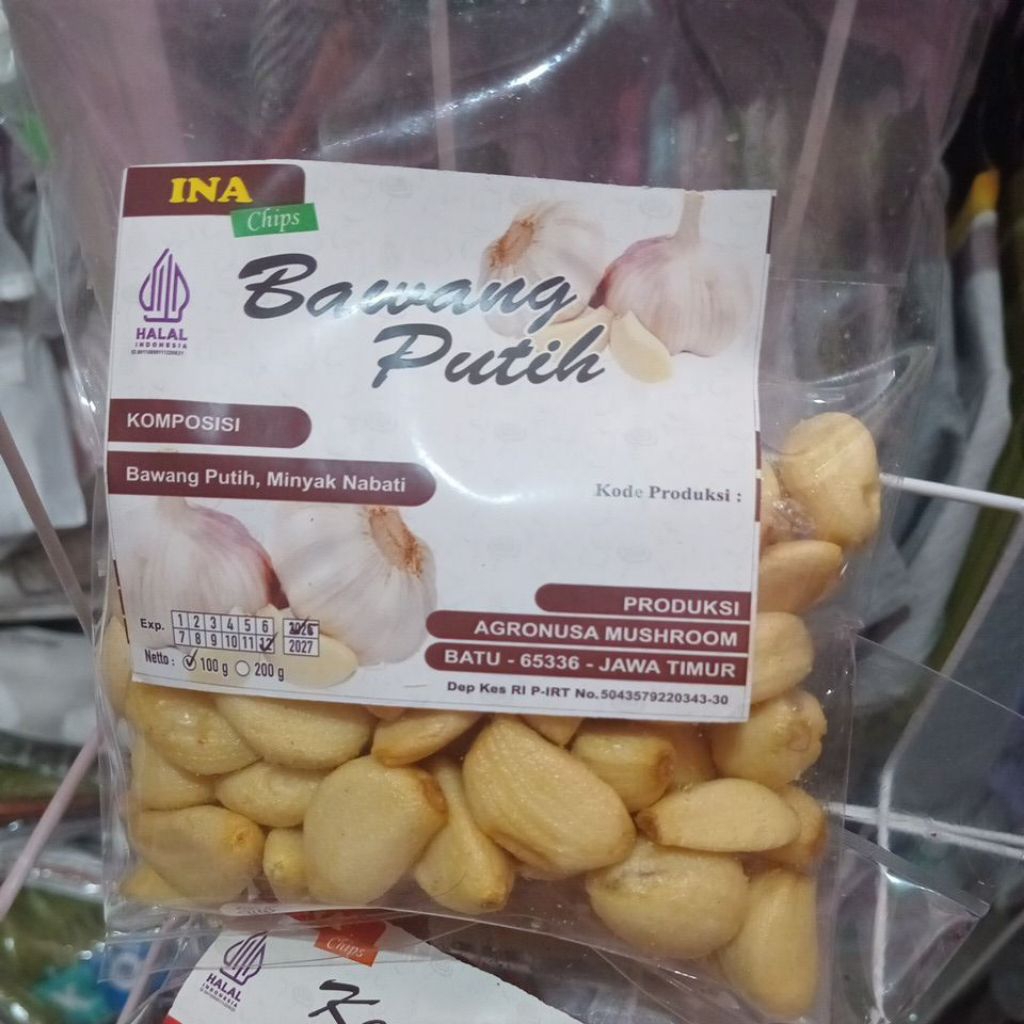 INA
Chips
HALAL
INDONESIA
Bawang
Putih
KOMPOSISI
Bawang Putih, Minyak Nabati
Kode Produksi :
Exp. 1 2 3 4 5 6 2026
7 8 9 10 11 12 2027
Netto : 100 g 200 g
PRODUKSI
AGRONUSA MUSHROOM
BATU - 65336 - JAWA TIMUR
Dep Kes RI P-IRT No.5043579220343-30
Chips
HALAL
INDONESIA